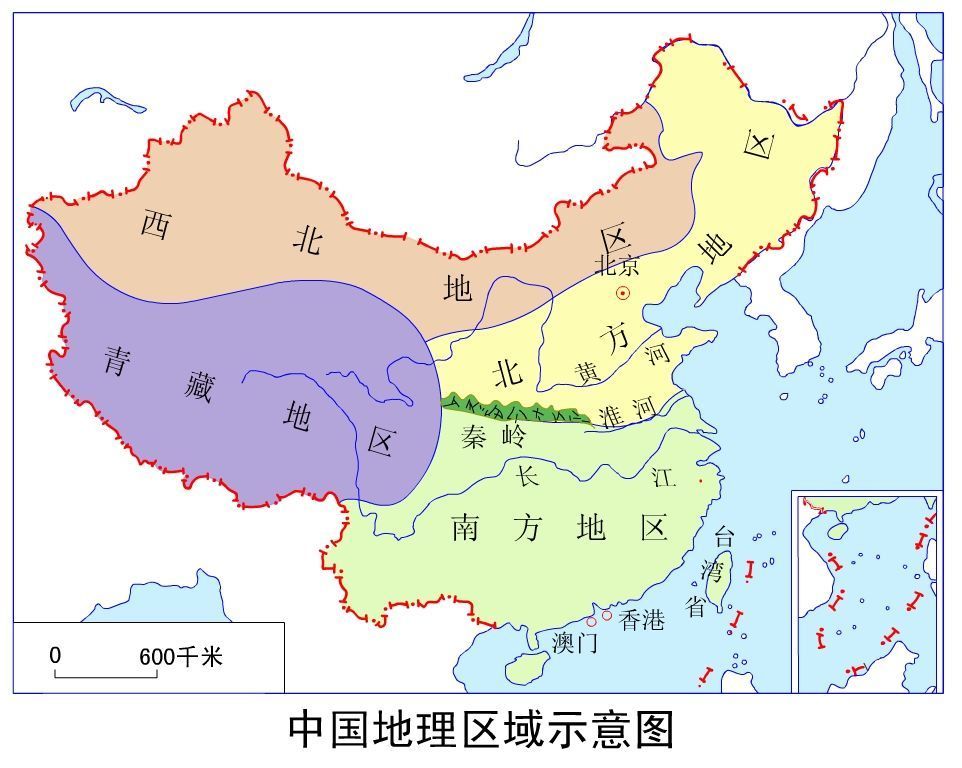 西北地区
北京
北方地区
青藏地区
黄河
淮河
秦岭
长江
南方地区
台湾省
香港
澳门
0 600千米
中国地理区域示意图